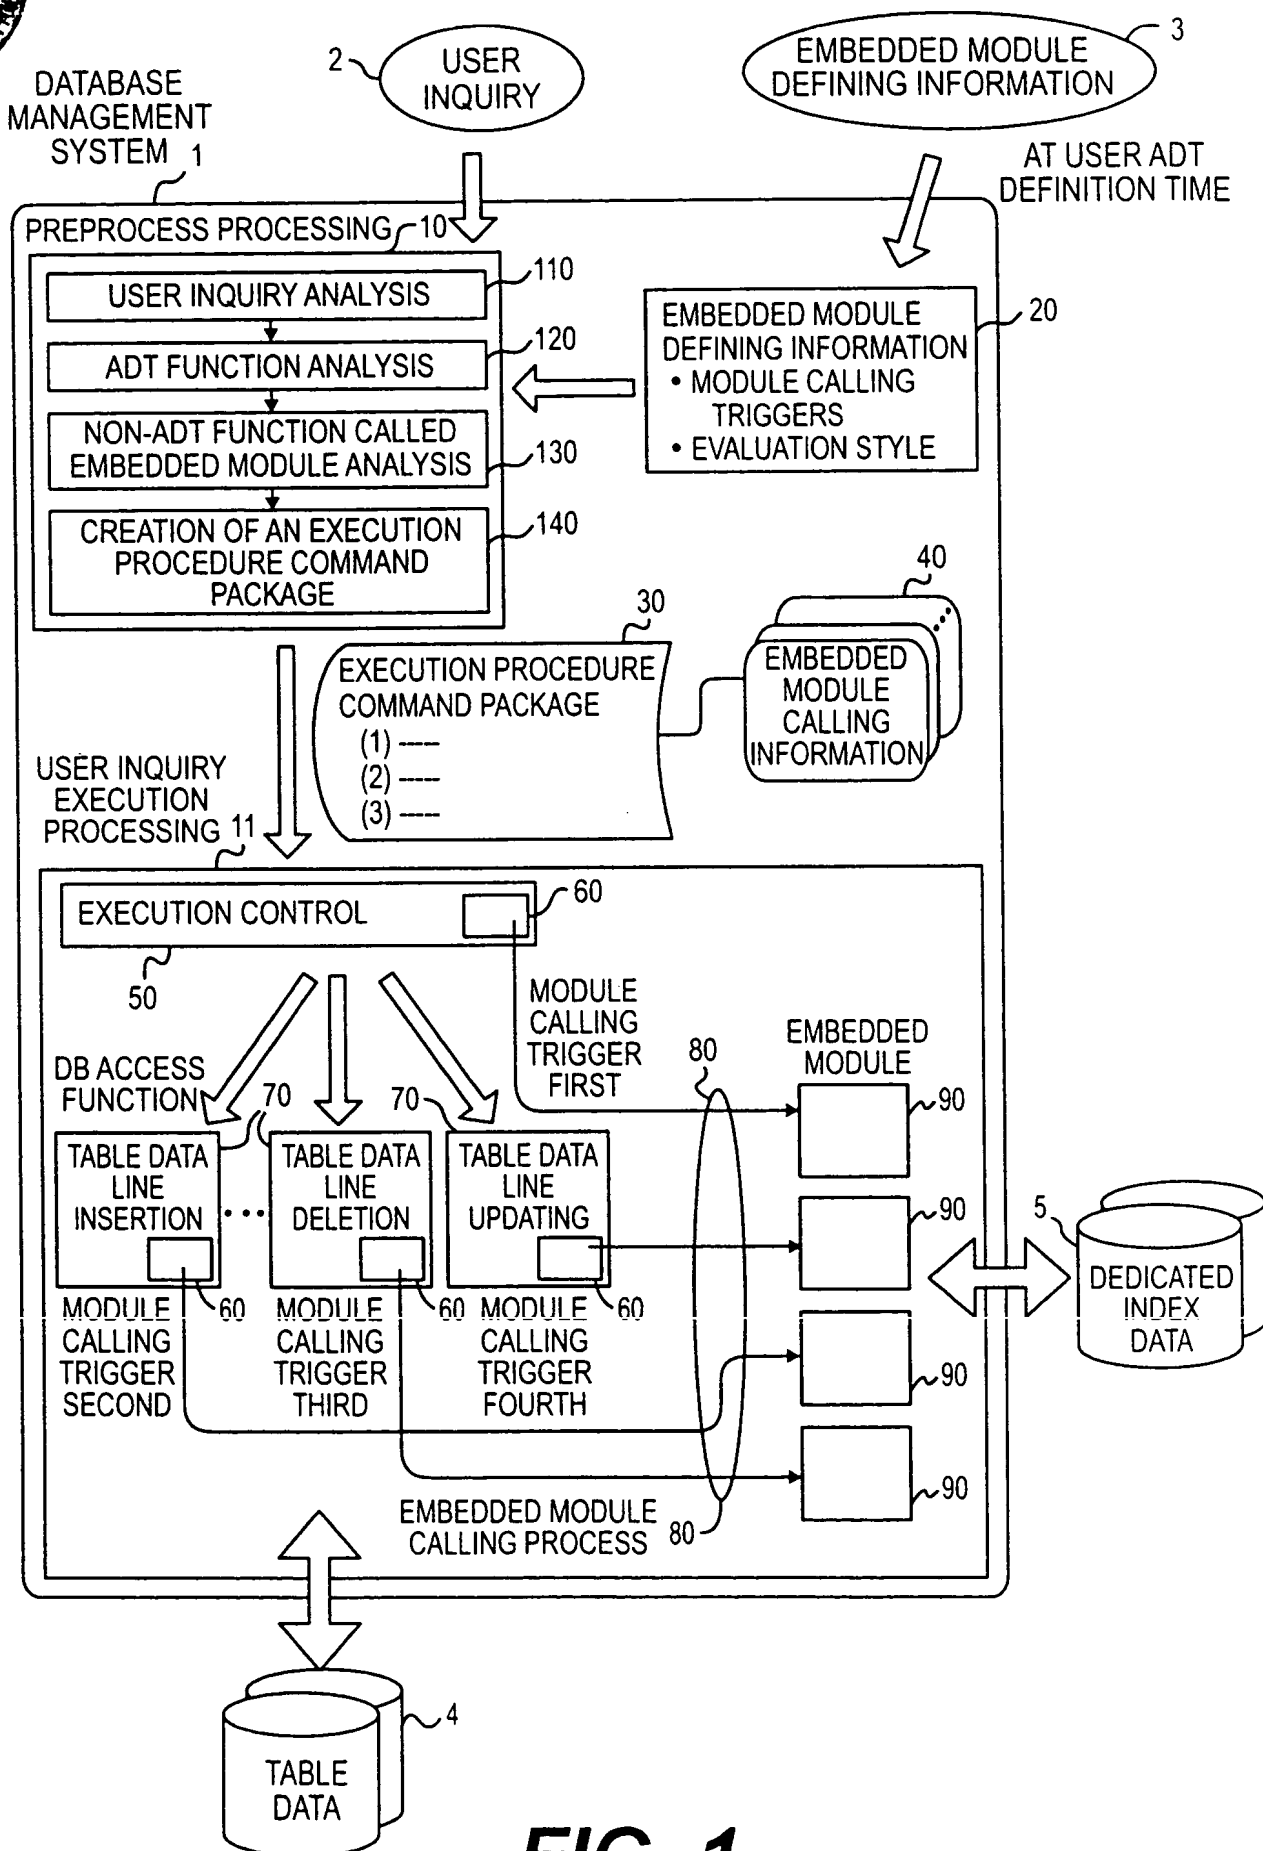 2
USER
INQUIRY
EMBEDDED MODULE
DEFINING INFORMATION
3
DATABASE
MANAGEMENT
SYSTEM 1
AT USER ADT
DEFINITION TIME
PREPROCESS PROCESSING
10
USER INQUIRY ANALYSIS
110
ADT FUNCTION ANALYSIS
120
NON-ADT FUNCTION CALLED
EMBEDDED MODULE ANALYSIS
130
CREATION OF AN EXECUTION
PROCEDURE COMMAND
PACKAGE
140
EMBEDDED MODULE
DEFINING INFORMATION
• MODULE CALLING
TRIGGERS
• EVALUATION STYLE
20
30
EXECUTION PROCEDURE
COMMAND PACKAGE
(1) ----
(2) ----
(3) ----
40
EMBEDDED
MODULE
CALLING
INFORMATION
USER INQUIRY
EXECUTION
PROCESSING 11
EXECUTION CONTROL
60
50
MODULE
CALLING
TRIGGER
FIRST
80
EMBEDDED
MODULE
90
90
90
90
DB ACCESS
FUNCTION
70
70
TABLE DATA
LINE
INSERTION
• • •
TABLE DATA
LINE
DELETION
TABLE DATA
LINE
UPDATING
60
60
60
MODULE
CALLING
TRIGGER
SECOND
MODULE
CALLING
TRIGGER
THIRD
MODULE
CALLING
TRIGGER
FOURTH
5
DEDICATED
INDEX
DATA
EMBEDDED MODULE
CALLING PROCESS
80
4
TABLE
DATA
FIG. 1